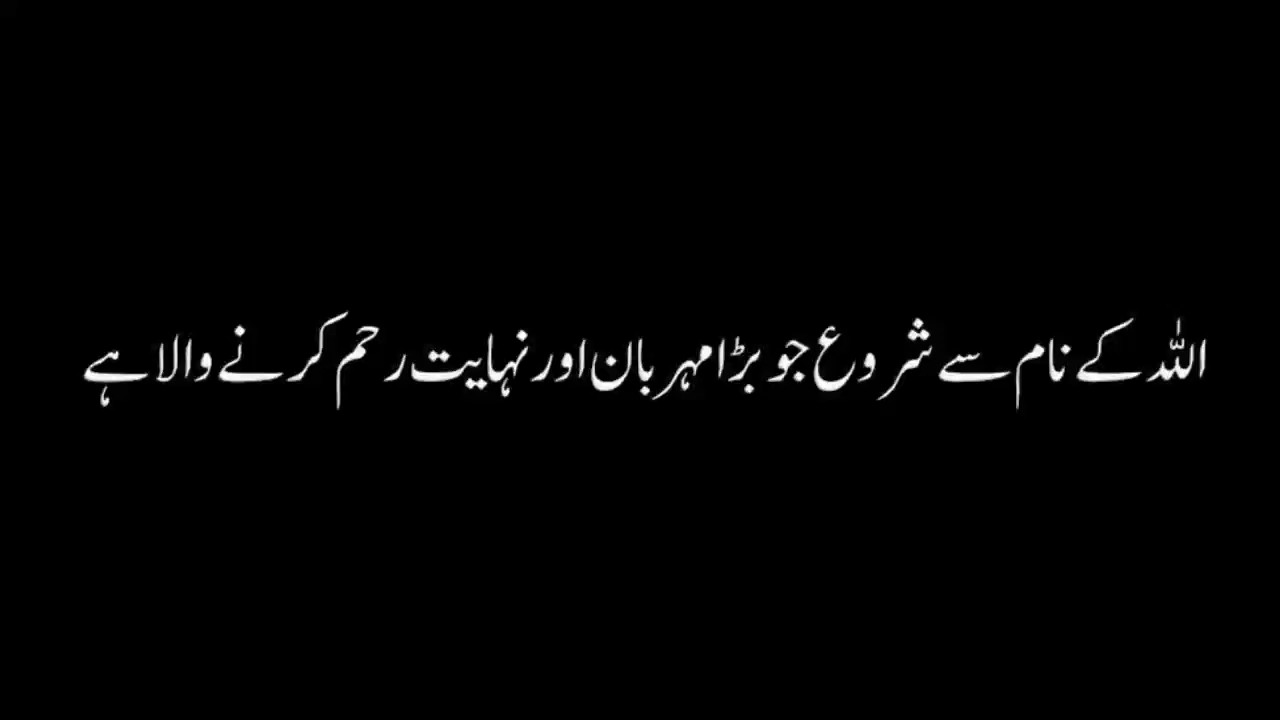 اللہ کے نام سے شروع جو بڑا مہربان اور نہایت رحم کرنے والا ہے